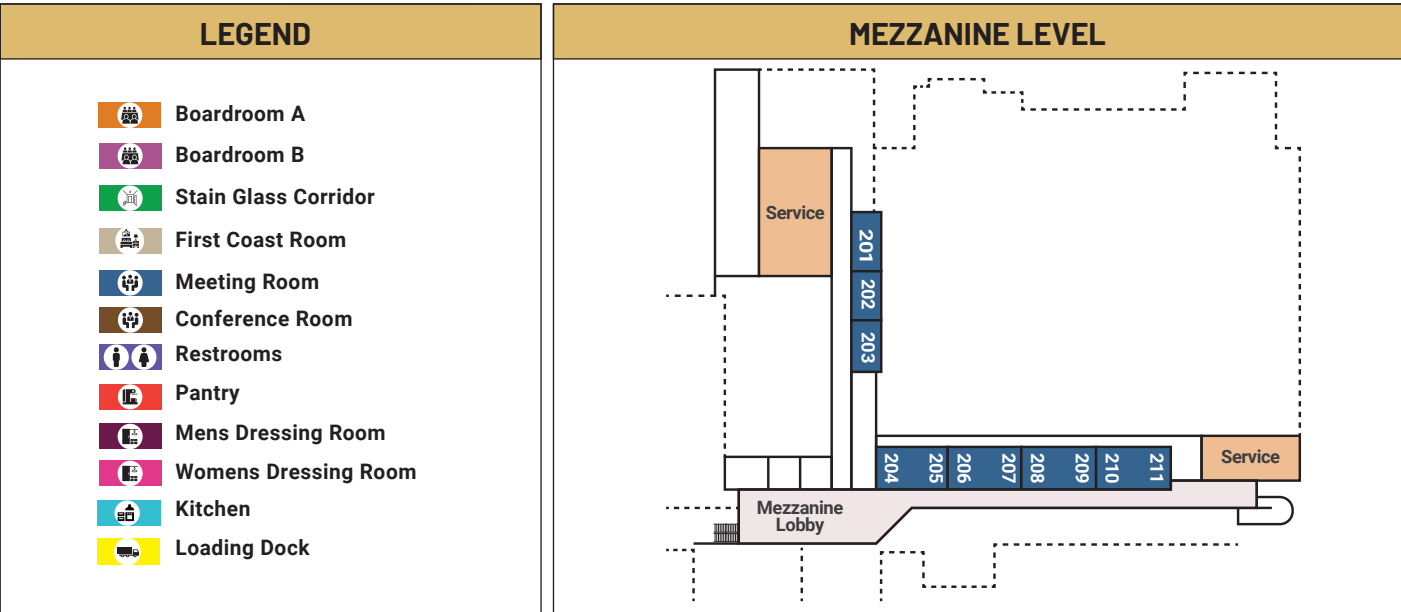 LEGEND
Boardroom A
Boardroom B
Stain Glass Corridor
First Coast Room
Meeting Room
Conference Room
Restrooms
Pantry
Mens Dressing Room
Womens Dressing Room
Kitchen
Loading Dock
MEZZANINE LEVEL
Service
201
202
203
204
205
206
207
208
209
210
211
Service
Mezzanine
Lobby